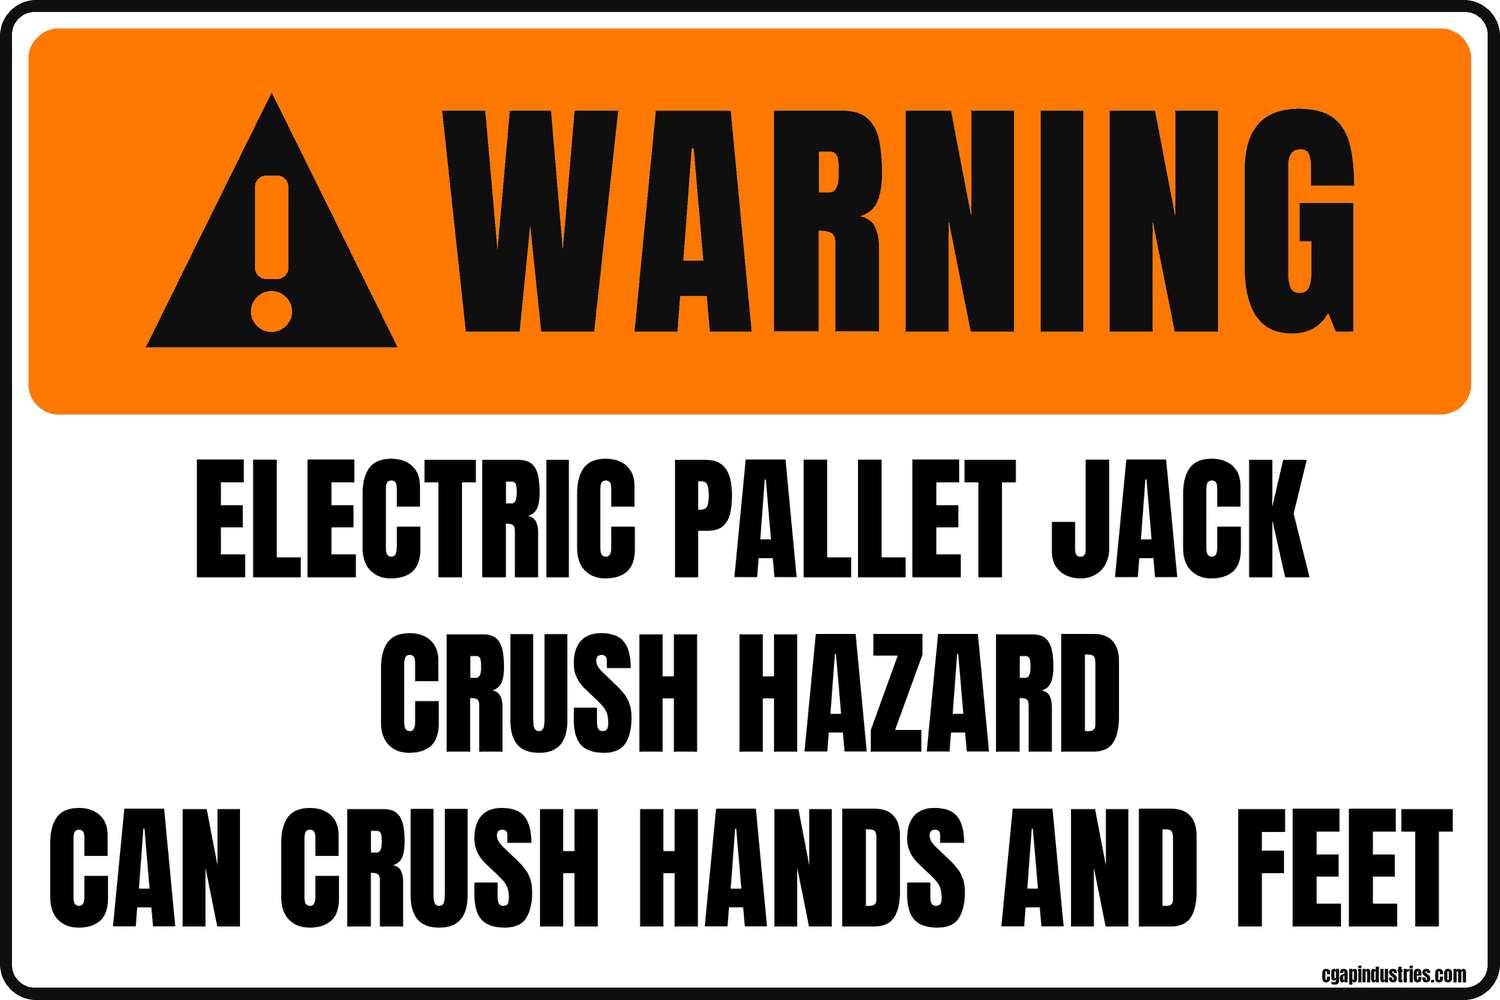 WARNING
ELECTRIC PALLET JACK
CRUSH HAZARD
CAN CRUSH HANDS AND FEET
cgapindustries.com